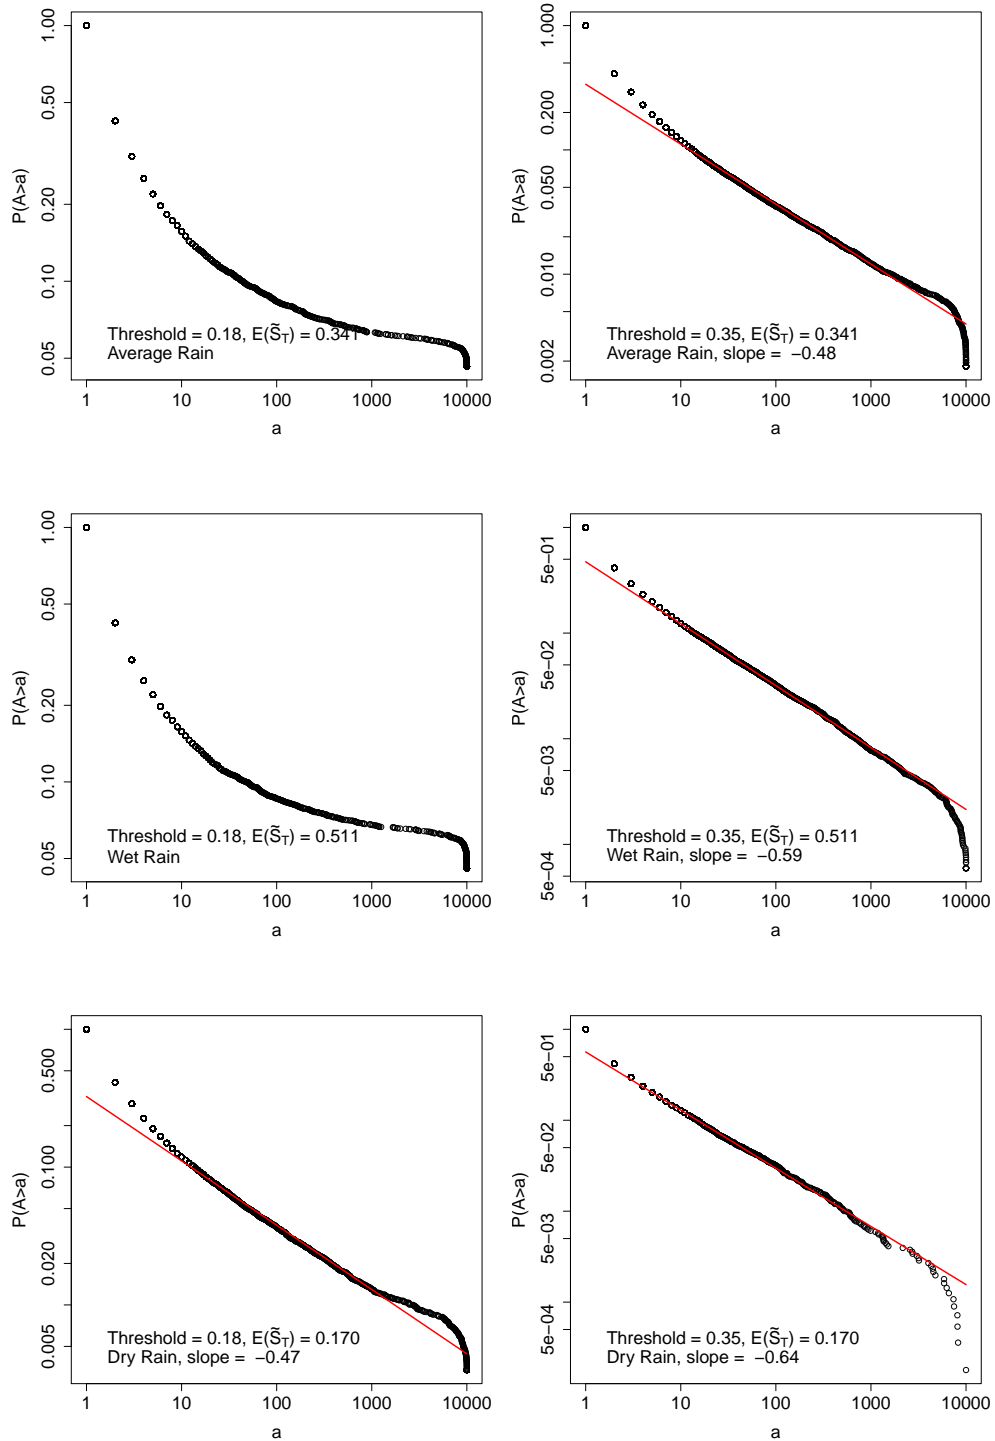 1.00
0.50
0.20
0.10
0.05
P(A>a)
Threshold = 0.18, E(S̃_T) = 0.341
Average Rain
1 10 100 1000 10000
a
1.000
0.200
0.050
0.010
0.002
P(A>a)
Threshold = 0.35, E(S̃_T) = 0.341
Average Rain, slope = −0.48
1 10 100 1000 10000
a
1.00
0.50
0.20
0.10
0.05
P(A>a)
Threshold = 0.18, E(S̃_T) = 0.511
Wet Rain
1 10 100 1000 10000
a
5e−01
5e−02
5e−03
5e−04
P(A>a)
Threshold = 0.35, E(S̃_T) = 0.511
Wet Rain, slope = −0.59
1 10 100 1000 10000
a
0.500
0.100
0.020
0.005
P(A>a)
Threshold = 0.18, E(S̃_T) = 0.170
Dry Rain, slope = −0.47
1 10 100 1000 10000
a
5e−01
5e−02
5e−03
5e−04
P(A>a)
Threshold = 0.35, E(S̃_T) = 0.170
Dry Rain, slope = −0.64
1 10 100 1000 10000
a